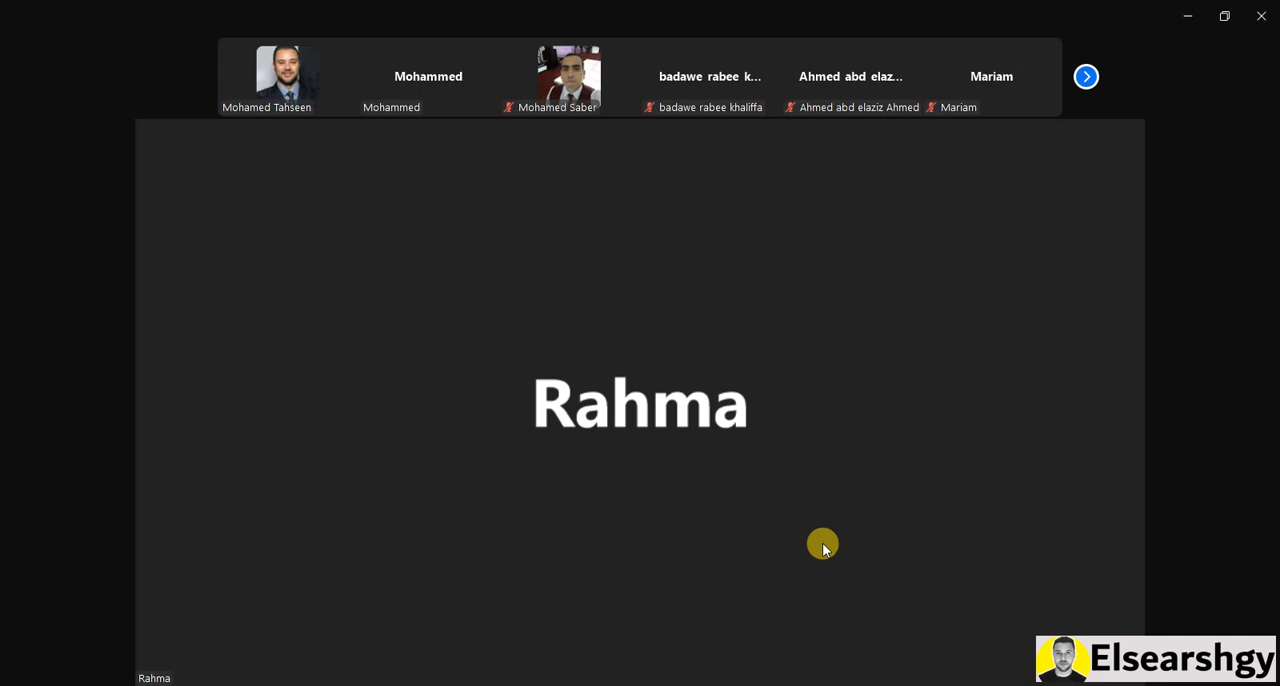 Mohammed
badawe rabee k...
Ahmed abd elaz...
Mariam
Mohamed Tahseen
Mohammed
Mohamed Saber
badawe rabee khaliffa
Ahmed abd elaziz Ahmed
Mariam
Rahma
Elsearshgy
Rahma